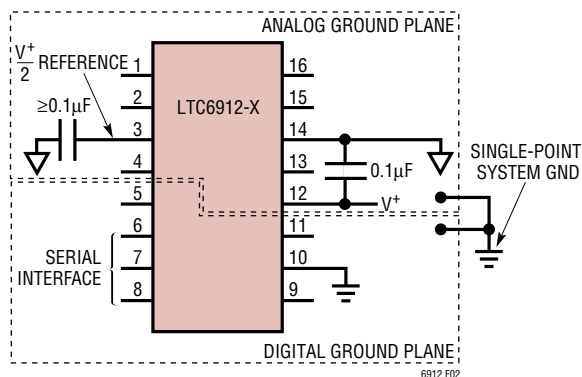 ANALOG GROUND PLANE
V+
2
REFERENCE
≥0.1µF
LTC6912-X
1
2
3
4
5
6
7
8
16
15
14
13
12
11
10
9
0.1µF
V+
SINGLE-POINT
SYSTEM GND
SERIAL
INTERFACE
DIGITAL GROUND PLANE
6912 F02